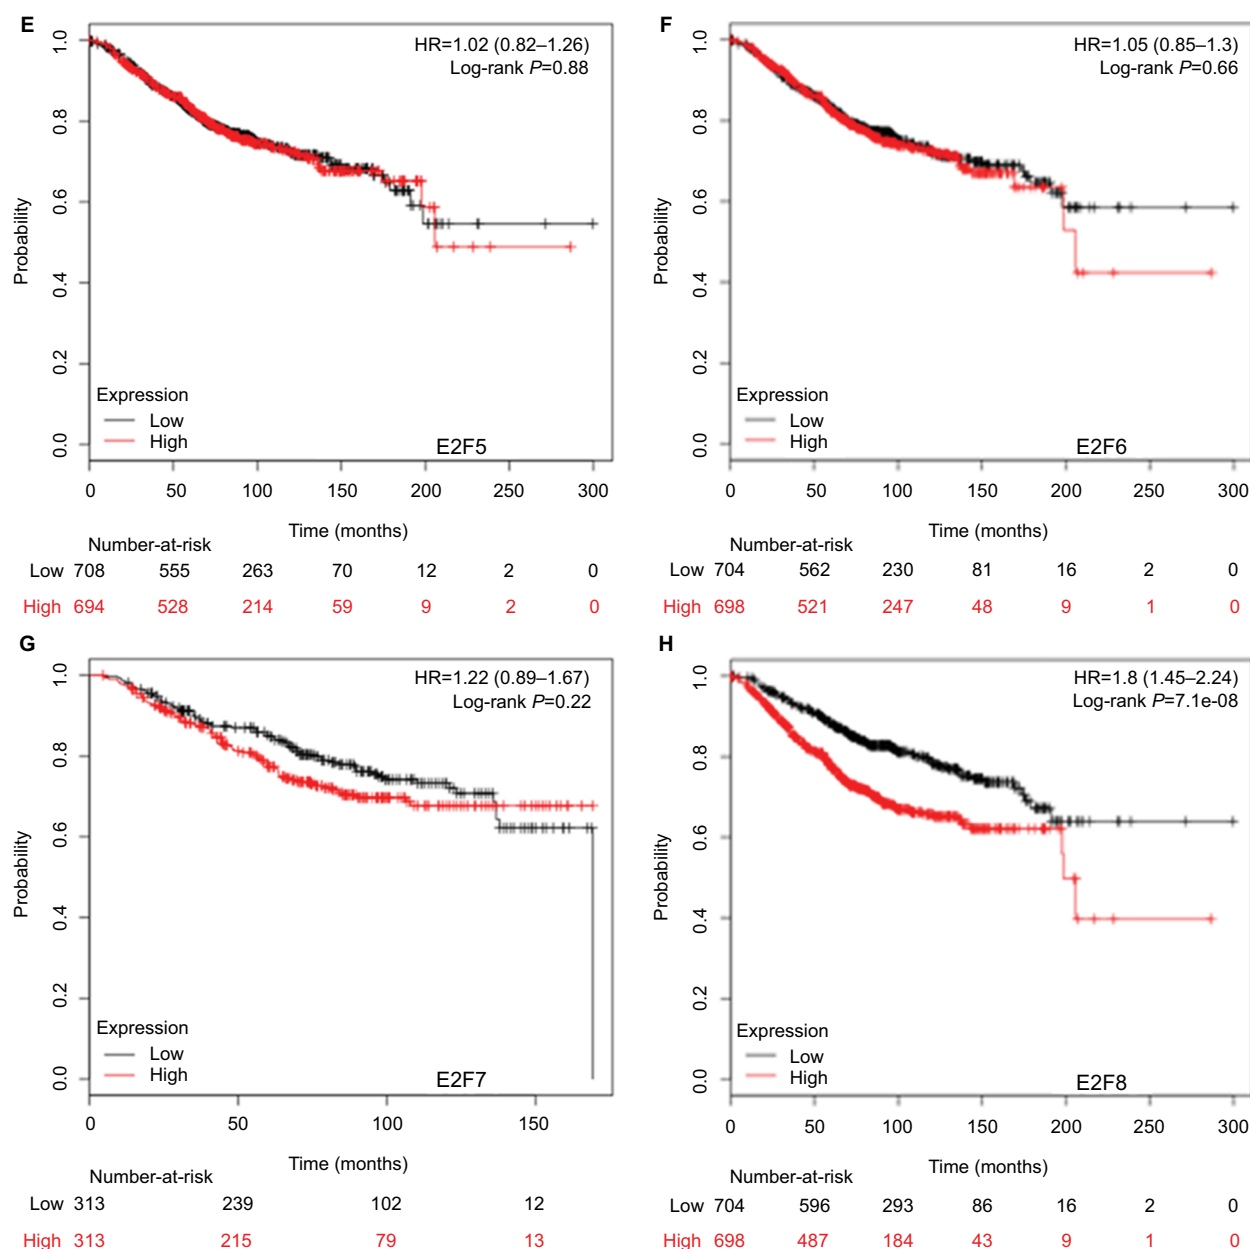 E
HR=1.02 (0.82–1.26)
Log-rank P=0.88
1.0
0.8
0.6
0.4
0.2
0.0
Probability
Expression
Low
High
E2F5
0 50 100 150 200 250 300
Time (months)
Number-at-risk
Low 708 555 263 70 12 2 0
High 694 528 214 59 9 2 0
F
HR=1.05 (0.85–1.3)
Log-rank P=0.66
1.0
0.8
0.6
0.4
0.2
0.0
Probability
Expression
Low
High
E2F6
0 50 100 150 200 250 300
Time (months)
Number-at-risk
Low 704 562 230 81 16 2 0
High 698 521 247 48 9 1 0
G
HR=1.22 (0.89–1.67)
Log-rank P=0.22
1.0
0.8
0.6
0.4
0.2
0.0
Probability
Expression
Low
High
E2F7
0 50 100 150
Time (months)
Number-at-risk
Low 313 239 102 12
High 313 215 79 13
H
HR=1.8 (1.45–2.24)
Log-rank P=7.1e-08
1.0
0.8
0.6
0.4
0.2
0.0
Probability
Expression
Low
High
E2F8
0 50 100 150 200 250 300
Time (months)
Number-at-risk
Low 704 596 293 86 16 2 0
High 698 487 184 43 9 1 0